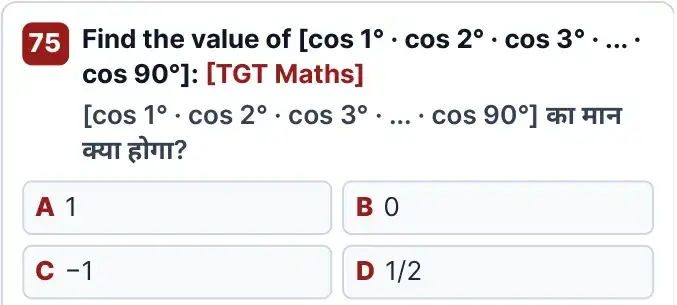 75 Find the value of [cos 1° · cos 2° · cos 3° · ... ·
cos 90°]: [TGT Maths]
[cos 1° · cos 2° · cos 3° · ... · cos 90°] का मान
क्या होगा?
A 1
B 0
C −1
D 1/2